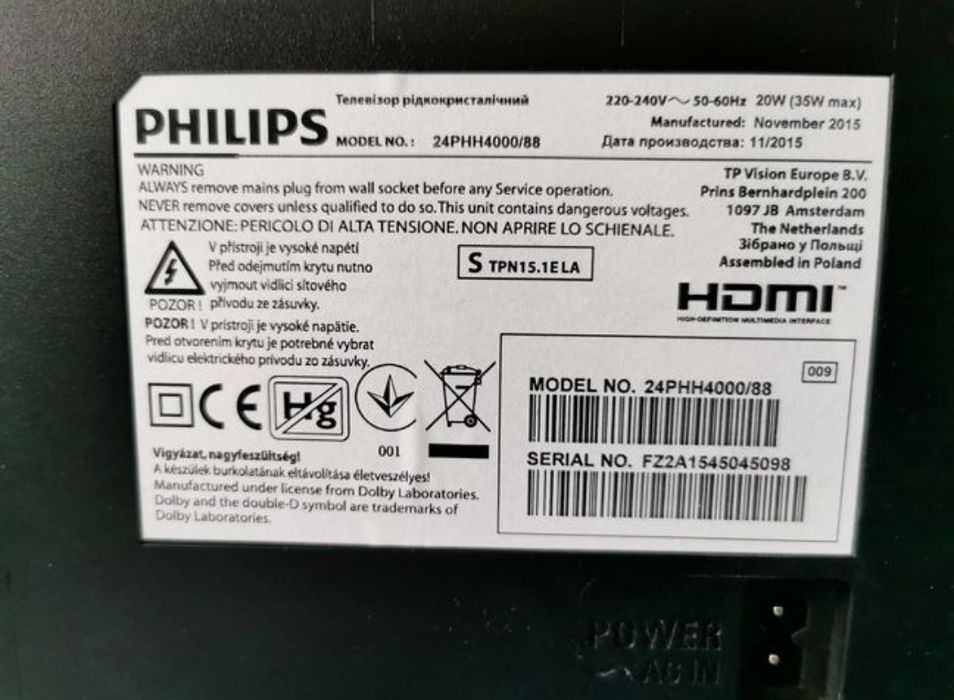 Телевізор рідкокристалічний
PHILIPS
MODEL NO.: 24PHH4000/88
220-240V~ 50-60Hz 20W (35W max)
Manufactured: November 2015
Дата производства: 11/2015
WARNING
ALWAYS remove mains plug from wall socket before any Service operation.
NEVER remove covers unless qualified to do so. This unit contains dangerous voltages.
ATTENZIONE: PERICOLO DI ALTA TENSIONE. NON APRIRE LO SCHIENALE.
TP Vision Europe B.V.
Prins Bernhardplein 200
1097 JB Amsterdam
The Netherlands
Зібрано у Польщі
Assembled in Poland
V přístroji je vysoké napětí
Před odejmutím krytu nutno
vyjmout vidlici síťového
POZOR! přívodu ze zásuvky.
S TPN15.1E LA
HDMI™
HIGH-DEFINITION MULTIMEDIA INTERFACE
POZOR! V prístroji je vysoké napätie.
Pred otvorením krytu je potrebné vybrat
vidlicu elektrického prívodu zo zásuvky.
CE
Hg
001
Vigyázat, nagyfeszültség!
A készülék burkolatának eltávolítása életveszélyes!
Manufactured under license from Dolby Laboratories.
Dolby and the double-D symbol are trademarks of
Dolby Laboratories.
009
MODEL NO. 24PHH4000/88
SERIAL NO. FZ2A1545045098
POWER
~ AC IN